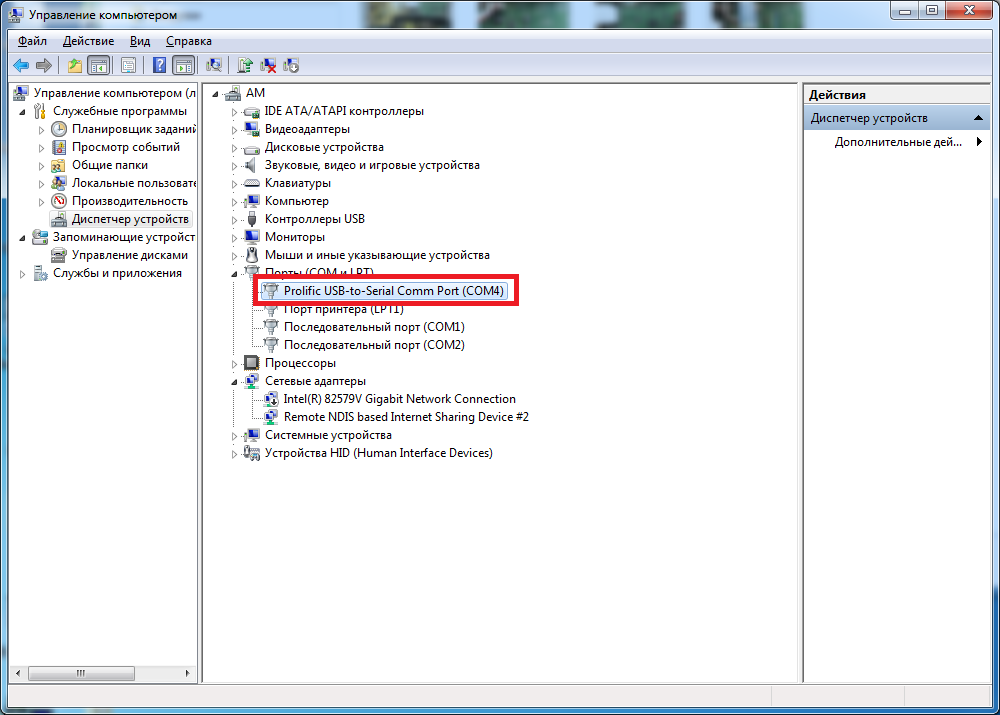 Управление компьютером
Файл Действие Вид Справка
Управление компьютером (л
Служебные программы
Планировщик заданий
Просмотр событий
Общие папки
Локальные пользовате
Производительность
Диспетчер устройств
Запоминающие устройст
Управление дисками
Службы и приложения
AM
IDE ATA/ATAPI контроллеры
Видеоадаптеры
Дисковые устройства
Звуковые, видео и игровые устройства
Клавиатуры
Компьютер
Контроллеры USB
Мониторы
Мыши и иные указывающие устройства
Порты (COM и LPT)
Prolific USB-to-Serial Comm Port (COM4)
Порт принтера (LPT1)
Последовательный порт (COM1)
Последовательный порт (COM2)
Процессоры
Сетевые адаптеры
Intel(R) 82579V Gigabit Network Connection
Remote NDIS based Internet Sharing Device #2
Системные устройства
Устройства HID (Human Interface Devices)
Действия
Диспетчер устройств
Дополнительные дей...